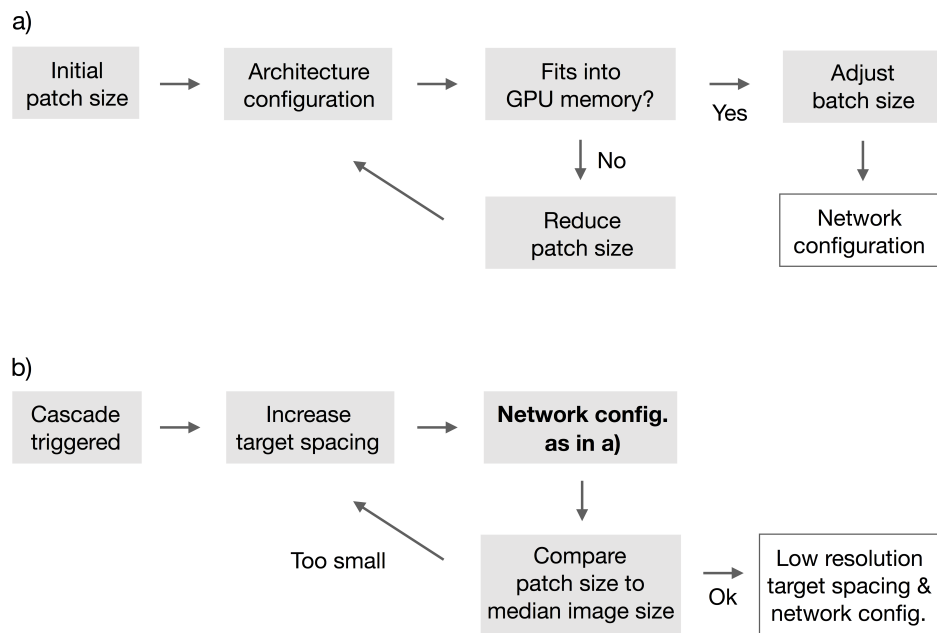 a)
Initial
patch size
Architecture
configuration
Fits into
GPU memory?
Yes
Adjust
batch size
No
Reduce
patch size
Network
configuration
b)
Cascade
triggered
Increase
target spacing
Network config.
as in a)
Too small
Compare
patch size to
median image size
Ok
Low resolution
target spacing &
network config.